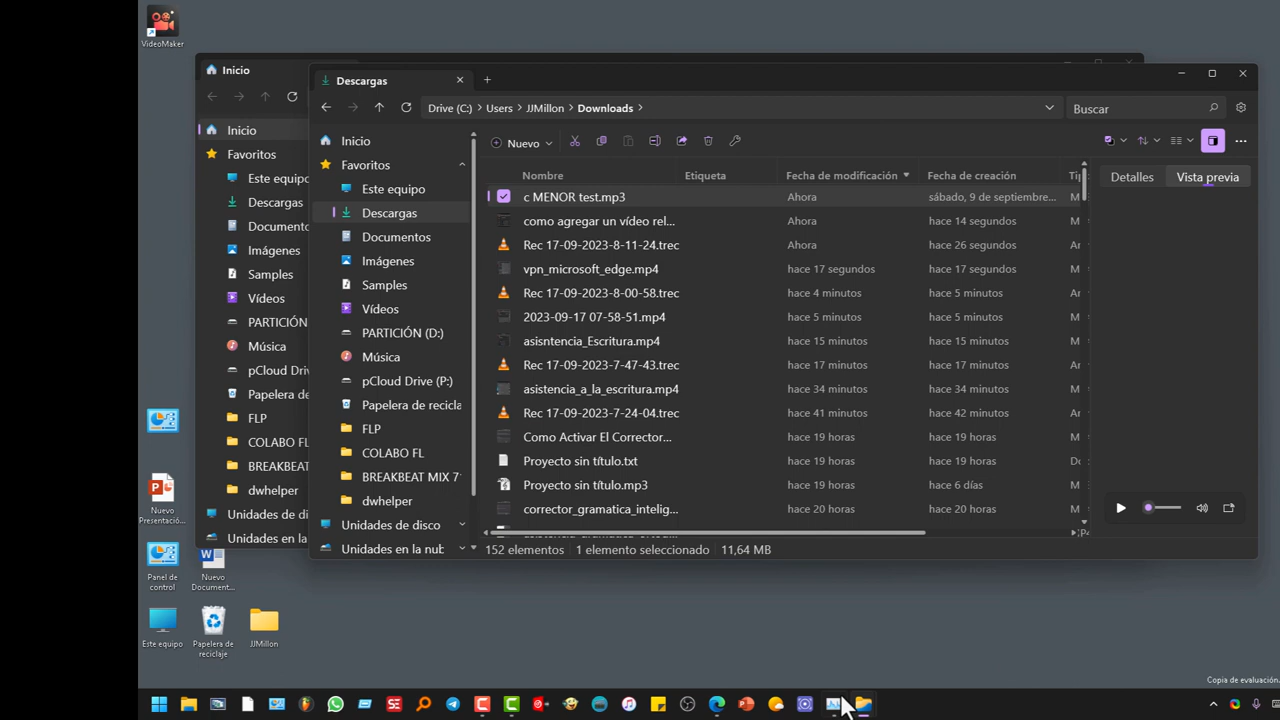 VideoMaker
Inicio
Descargas
Drive (C:) > Users > JJMillon > Downloads >
Buscar
Inicio
Favoritos
Este equipo
Descargas
Documento
Imágenes
Samples
Vídeos
PARTICIÓN
Música
pCloud Driv
Papelera de
FLP
COLABO FL
BREAKBEAT
dwhelper
Unidades de di
Unidades en la
Inicio
Favoritos
Este equipo
Descargas
Documentos
Imágenes
Samples
Vídeos
PARTICIÓN (D:)
Música
pCloud Drive (P:)
Papelera de recicla
FLP
COLABO FL
BREAKBEAT MIX 7
dwhelper
Unidades de disco
Unidades en la nub
Nuevo
Nombre Etiqueta Fecha de modificación Fecha de creación Tip
c MENOR test.mp3 Ahora sábado, 9 de septiembre... M
como agregar un vídeo rel... Ahora hace 14 segundos M
Rec 17-09-2023-8-11-24.trec Ahora hace 26 segundos Ar
vpn_microsoft_edge.mp4 hace 17 segundos hace 17 segundos M
Rec 17-09-2023-8-00-58.trec hace 4 minutos hace 5 minutos Ar
2023-09-17 07-58-51.mp4 hace 5 minutos hace 5 minutos M
asisntencia_Escritura.mp4 hace 15 minutos hace 15 minutos M
Rec 17-09-2023-7-47-43.trec hace 24 minutos hace 24 minutos Ar
asistencia_a_la_escritura.mp4 hace 34 minutos hace 34 minutos M
Rec 17-09-2023-7-24-04.trec hace 41 minutos hace 42 minutos Ar
Como Activar El Corrector... hace 19 horas hace 19 horas M
Proyecto sin título.txt hace 19 horas hace 19 horas Do
Proyecto sin título.mp3 hace 19 horas hace 6 días M
corrector_gramatica_intelig... hace 20 horas hace 20 horas M
152 elementos 1 elemento seleccionado 11,64 MB
Detalles Vista previa
Nuevo
Presentació...
Panel de
control
Nuevo
Document...
Este equipo
Papelera de
reciclaje
JJMillon
Copia de evaluación.